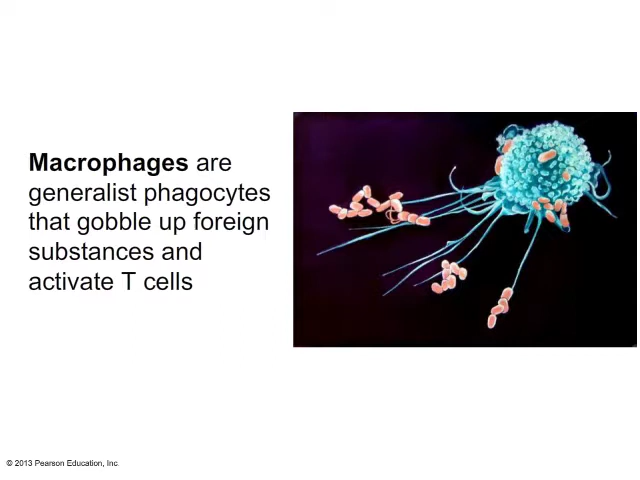 Macrophages are
generalist phagocytes
that gobble up foreign
substances and
activate T cells
© 2013 Pearson Education, Inc.